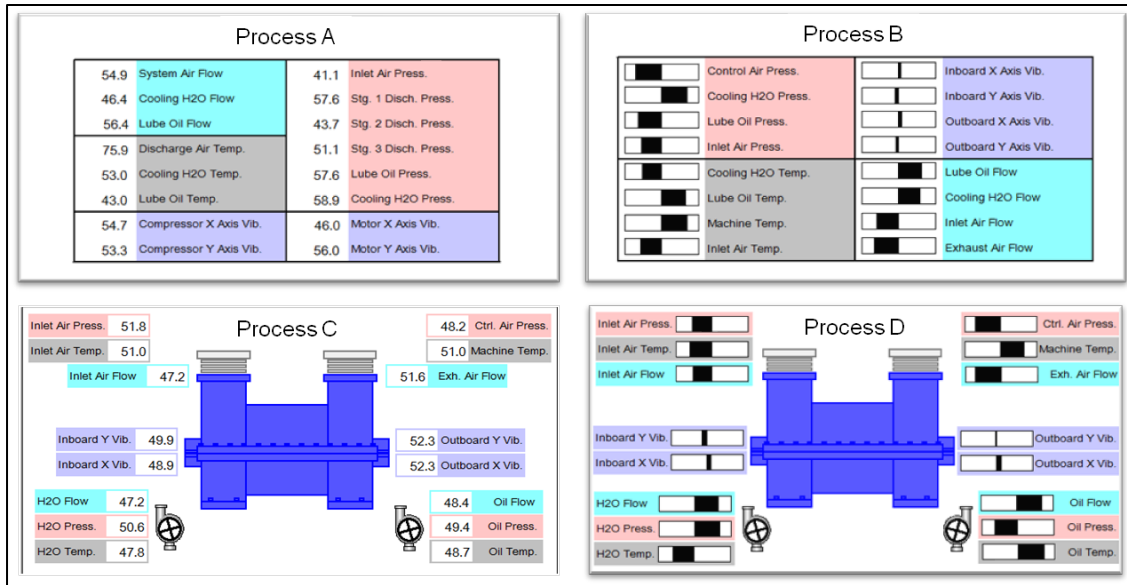 Process A
54.9 System Air Flow 41.1 Inlet Air Press.
46.4 Cooling H2O Flow 57.6 Stg. 1 Disch. Press.
56.4 Lube Oil Flow 43.7 Stg. 2 Disch. Press.
75.9 Discharge Air Temp. 51.1 Stg. 3 Disch. Press.
53.0 Cooling H2O Temp. 57.6 Lube Oil Press.
43.0 Lube Oil Temp. 58.9 Cooling H2O Press.
54.7 Compressor X Axis Vib. 46.0 Motor X Axis Vib.
53.3 Compressor Y Axis Vib. 56.0 Motor Y Axis Vib.
Process B
Control Air Press. Inboard X Axis Vib.
Cooling H2O Press. Inboard Y Axis Vib.
Lube Oil Press. Outboard X Axis Vib.
Inlet Air Press. Outboard Y Axis Vib.
Cooling H2O Temp. Lube Oil Flow
Lube Oil Temp. Cooling H2O Flow
Machine Temp. Inlet Air Flow
Inlet Air Temp. Exhaust Air Flow
Process C
Inlet Air Press. 51.8 48.2 Ctrl. Air Press.
Inlet Air Temp. 51.0 51.0 Machine Temp.
Inlet Air Flow 47.2 51.6 Exh. Air Flow
Inboard Y Vib. 49.9 52.3 Outboard Y Vib.
Inboard X Vib. 48.9 52.3 Outboard X Vib.
H2O Flow 47.2 48.4 Oil Flow
H2O Press. 50.6 49.4 Oil Press.
H2O Temp. 47.8 48.7 Oil Temp.
Process D
Inlet Air Press. Ctrl. Air Press.
Inlet Air Temp. Machine Temp.
Inlet Air Flow Exh. Air Flow
Inboard Y Vib. Outboard Y Vib.
Inboard X Vib. Outboard X Vib.
H2O Flow Oil Flow
H2O Press. Oil Press.
H2O Temp. Oil Temp.